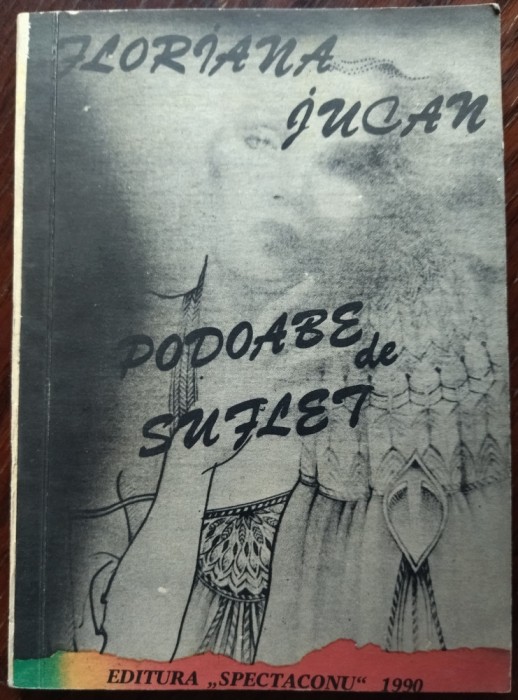 FLORIANA
JUCAN
PODOABE
de
SUFLET
EDITURA „SPECTACONU“ 1990